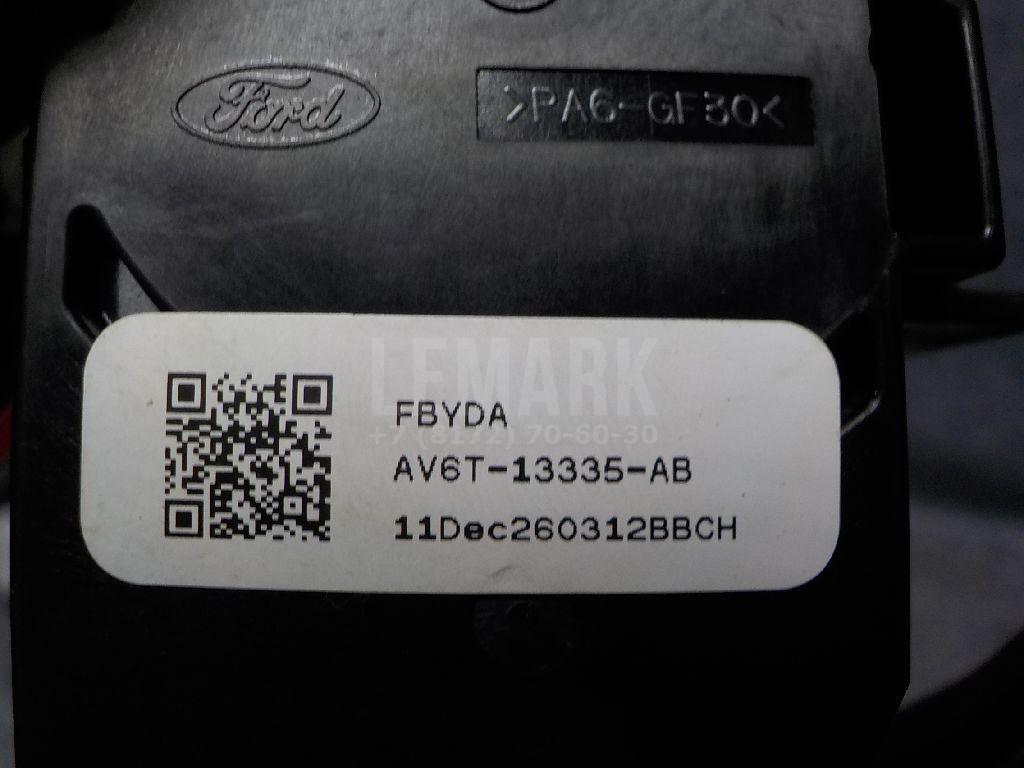 Ford
>PA6-GF30<
LEMARK
FBYDA
+7 (8172) 70-60-30
AV6T-13335-AB
11Dec260312BBCH